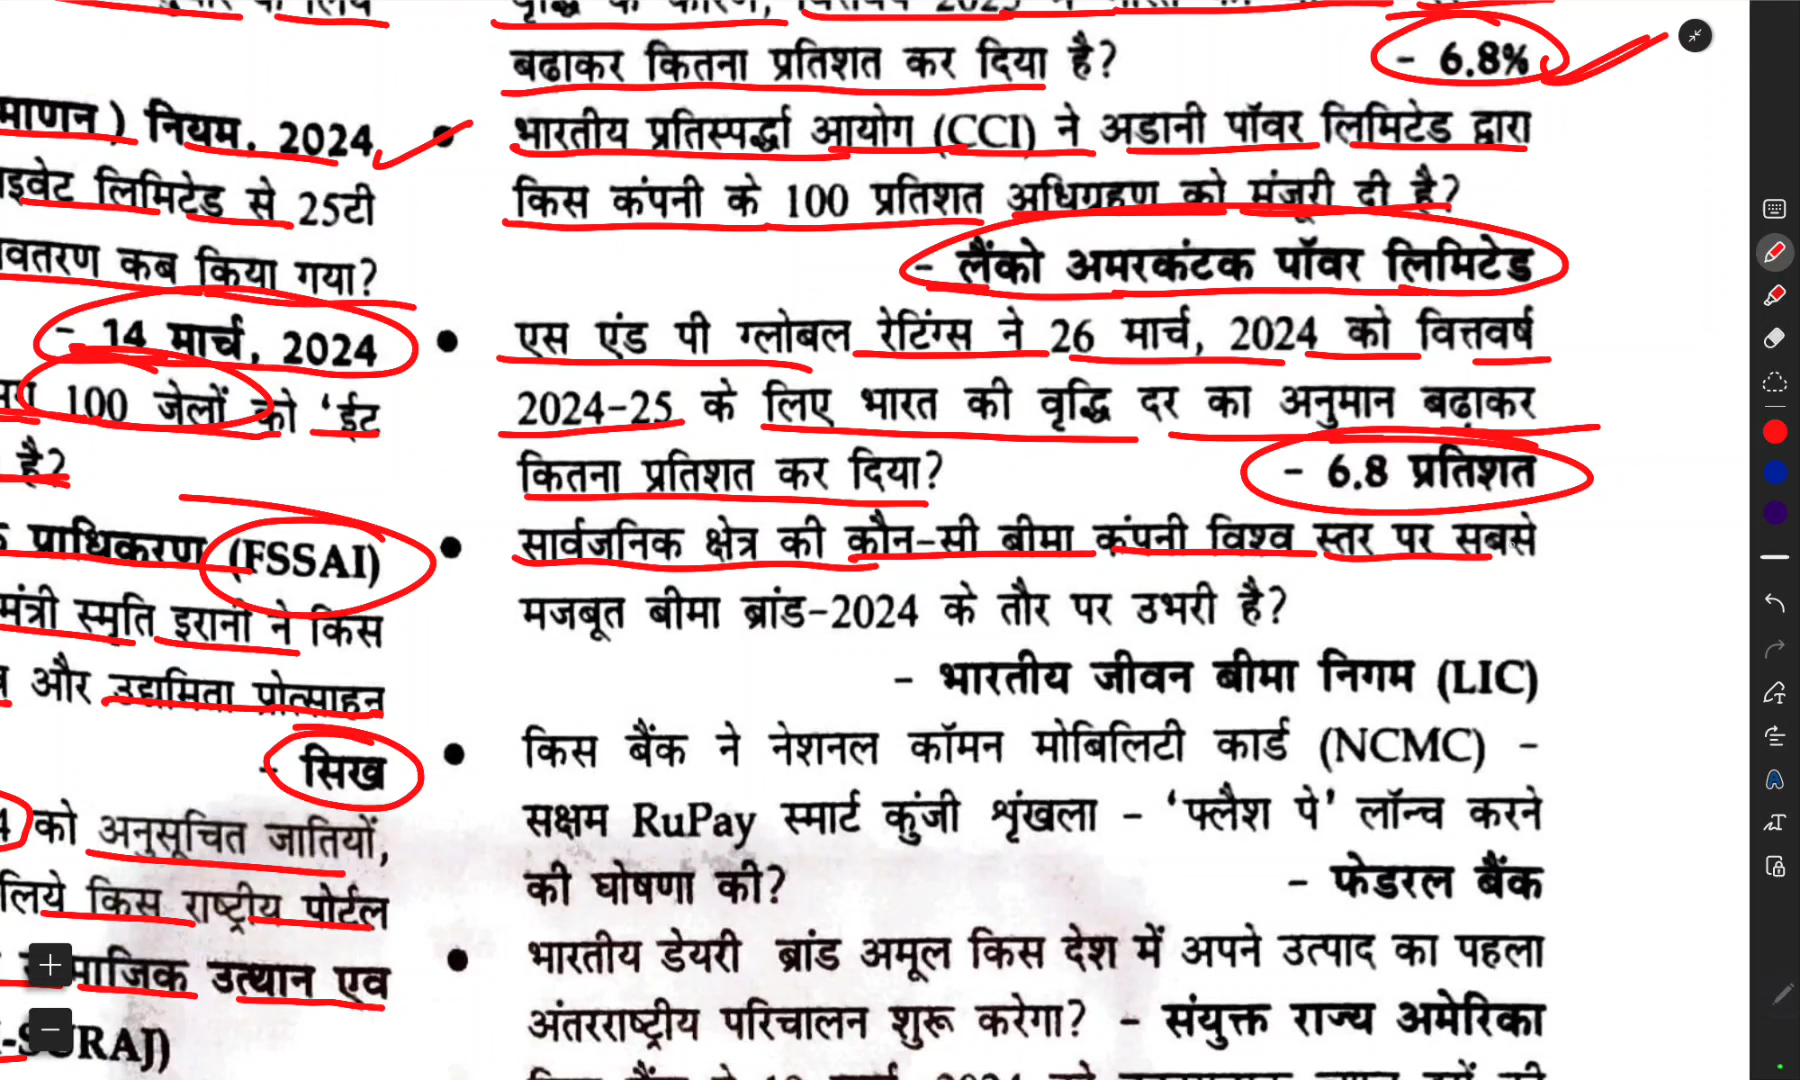 माणन) नियम, 2024
इवेट लिमिटेड से 25टी
वतरण कब किया गया?
- 14 मार्च, 2024
100 जेलों को 'ईट
है?
प्राधिकरण (FSSAI)
मंत्री स्मृति इरानी ने किस
और उद्यमिता प्रोत्साहन
- सिख
4 को अनुसूचित जातियों,
लिये किस राष्ट्रीय पोर्टल
माजिक उत्थान एवं
-SURAJ)
बढाकर कितना प्रतिशत कर दिया है? - 6.8%
• भारतीय प्रतिस्पर्द्धा आयोग (CCI) ने अडानी पॉवर लिमिटेड द्वारा
किस कंपनी के 100 प्रतिशत अधिग्रहण को मंजूरी दी है?
- लैंको अमरकंटक पॉवर लिमिटेड
• एस एंड पी ग्लोबल रेटिंग्स ने 26 मार्च, 2024 को वित्तवर्ष
2024-25 के लिए भारत की वृद्धि दर का अनुमान बढ़ाकर
कितना प्रतिशत कर दिया? - 6.8 प्रतिशत
• सार्वजनिक क्षेत्र की कौन-सी बीमा कंपनी विश्व स्तर पर सबसे
मजबूत बीमा ब्रांड-2024 के तौर पर उभरी है?
- भारतीय जीवन बीमा निगम (LIC)
• किस बैंक ने नेशनल कॉमन मोबिलिटी कार्ड (NCMC) -
सक्षम RuPay स्मार्ट कुंजी शृंखला - 'फ्लैश पे' लॉन्च करने
की घोषणा की? - फेडरल बैंक
• भारतीय डेयरी ब्रांड अमूल किस देश में अपने उत्पाद का पहला
अंतरराष्ट्रीय परिचालन शुरू करेगा? - संयुक्त राज्य अमेरिका